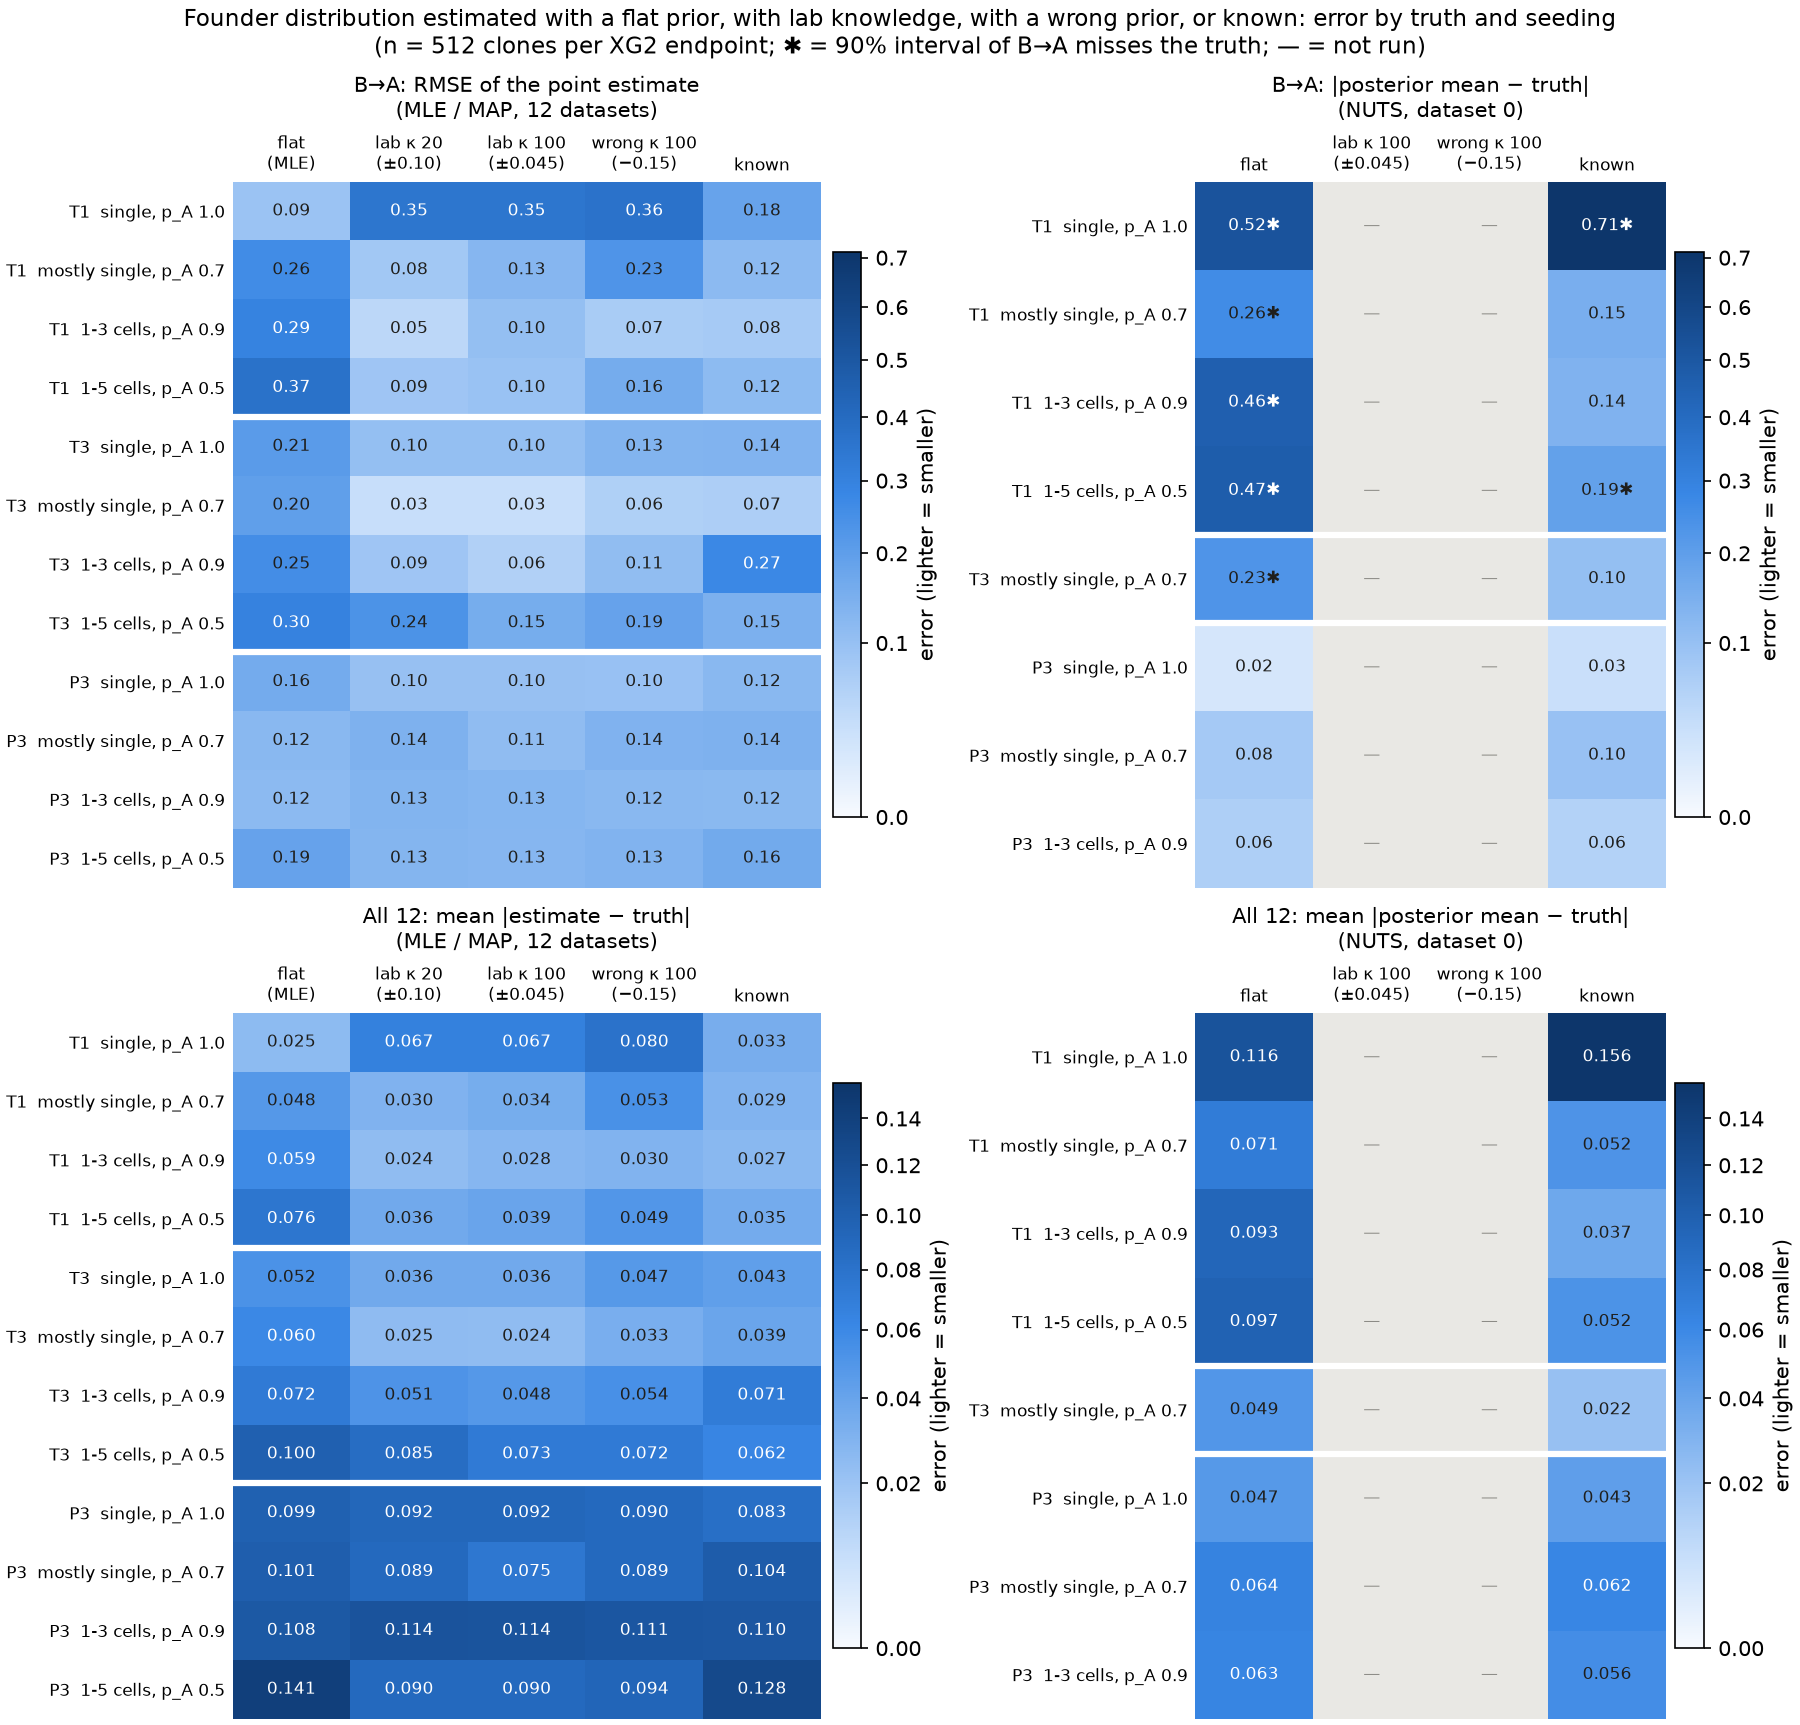 Founder distribution estimated with a flat prior, with lab knowledge, with a wrong prior, or known: error by truth and seeding
(n = 512 clones per XG2 endpoint; ✱ = 90% interval of B→A misses the truth; — = not run)
B→A: RMSE of the point estimate
(MLE / MAP, 12 datasets)
flat
(MLE)
lab κ 20
(±0.10)
lab κ 100
(±0.045)
wrong κ 100
(−0.15)
known
T1 single, p_A 1.0 0.09 0.35 0.35 0.36 0.18
T1 mostly single, p_A 0.7 0.26 0.08 0.13 0.23 0.12
T1 1-3 cells, p_A 0.9 0.29 0.05 0.10 0.07 0.08
T1 1-5 cells, p_A 0.5 0.37 0.09 0.10 0.16 0.12
T3 single, p_A 1.0 0.21 0.10 0.10 0.13 0.14
T3 mostly single, p_A 0.7 0.20 0.03 0.03 0.06 0.07
T3 1-3 cells, p_A 0.9 0.25 0.09 0.06 0.11 0.27
T3 1-5 cells, p_A 0.5 0.30 0.24 0.15 0.19 0.15
P3 single, p_A 1.0 0.16 0.10 0.10 0.10 0.12
P3 mostly single, p_A 0.7 0.12 0.14 0.11 0.14 0.14
P3 1-3 cells, p_A 0.9 0.12 0.13 0.13 0.12 0.12
P3 1-5 cells, p_A 0.5 0.19 0.13 0.13 0.13 0.16
0.7
0.6
0.5
0.4
0.3
0.2
0.1
0.0
error (lighter = smaller)
B→A: |posterior mean − truth|
(NUTS, dataset 0)
flat
lab κ 100
(±0.045)
wrong κ 100
(−0.15)
known
T1 single, p_A 1.0 0.52✱ — — 0.71✱
T1 mostly single, p_A 0.7 0.26✱ — — 0.15
T1 1-3 cells, p_A 0.9 0.46✱ — — 0.14
T1 1-5 cells, p_A 0.5 0.47✱ — — 0.19✱
T3 mostly single, p_A 0.7 0.23✱ — — 0.10
P3 single, p_A 1.0 0.02 — — 0.03
P3 mostly single, p_A 0.7 0.08 — — 0.10
P3 1-3 cells, p_A 0.9 0.06 — — 0.06
0.7
0.6
0.5
0.4
0.3
0.2
0.1
0.0
error (lighter = smaller)
All 12: mean |estimate − truth|
(MLE / MAP, 12 datasets)
flat
(MLE)
lab κ 20
(±0.10)
lab κ 100
(±0.045)
wrong κ 100
(−0.15)
known
T1 single, p_A 1.0 0.025 0.067 0.067 0.080 0.033
T1 mostly single, p_A 0.7 0.048 0.030 0.034 0.053 0.029
T1 1-3 cells, p_A 0.9 0.059 0.024 0.028 0.030 0.027
T1 1-5 cells, p_A 0.5 0.076 0.036 0.039 0.049 0.035
T3 single, p_A 1.0 0.052 0.036 0.036 0.047 0.043
T3 mostly single, p_A 0.7 0.060 0.025 0.024 0.033 0.039
T3 1-3 cells, p_A 0.9 0.072 0.051 0.048 0.054 0.071
T3 1-5 cells, p_A 0.5 0.100 0.085 0.073 0.072 0.062
P3 single, p_A 1.0 0.099 0.092 0.092 0.090 0.083
P3 mostly single, p_A 0.7 0.101 0.089 0.075 0.089 0.104
P3 1-3 cells, p_A 0.9 0.108 0.114 0.114 0.111 0.110
P3 1-5 cells, p_A 0.5 0.141 0.090 0.090 0.094 0.128
0.14
0.12
0.10
0.08
0.06
0.04
0.02
0.00
error (lighter = smaller)
All 12: mean |posterior mean − truth|
(NUTS, dataset 0)
flat
lab κ 100
(±0.045)
wrong κ 100
(−0.15)
known
T1 single, p_A 1.0 0.116 — — 0.156
T1 mostly single, p_A 0.7 0.071 — — 0.052
T1 1-3 cells, p_A 0.9 0.093 — — 0.037
T1 1-5 cells, p_A 0.5 0.097 — — 0.052
T3 mostly single, p_A 0.7 0.049 — — 0.022
P3 single, p_A 1.0 0.047 — — 0.043
P3 mostly single, p_A 0.7 0.064 — — 0.062
P3 1-3 cells, p_A 0.9 0.063 — — 0.056
0.14
0.12
0.10
0.08
0.06
0.04
0.02
0.00
error (lighter = smaller)